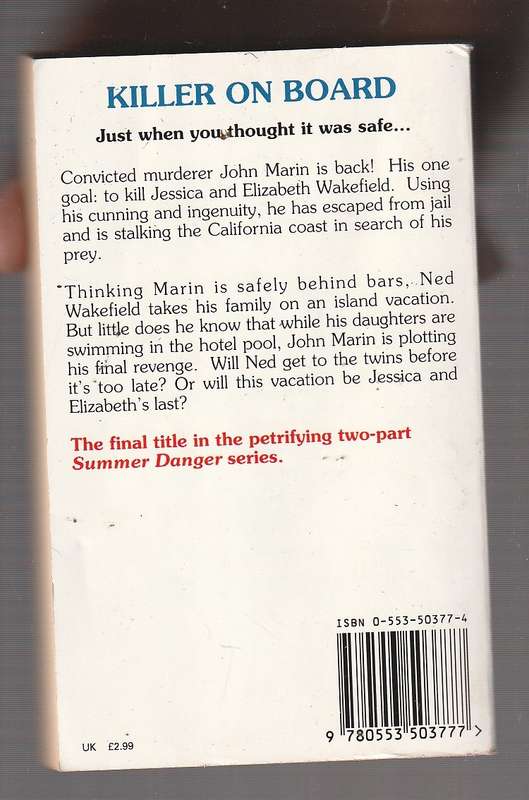 KILLER ON BOARD
Just when you thought it was safe...
Convicted murderer John Marin is back! His one
goal: to kill Jessica and Elizabeth Wakefield. Using
his cunning and ingenuity, he has escaped from jail
and is stalking the California coast in search of his
prey.
Thinking Marin is safely behind bars, Ned
Wakefield takes his family on an island vacation.
But little does he know that while his daughters are
swimming in the hotel pool, John Marin is plotting
his final revenge. Will Ned get to the twins before
it's too late? Or will this vacation be Jessica and
Elizabeth's last?
The final title in the petrifying two-part
Summer Danger series.
ISBN 0-553-50377-4
9 780553 503777 >
UK £2.99